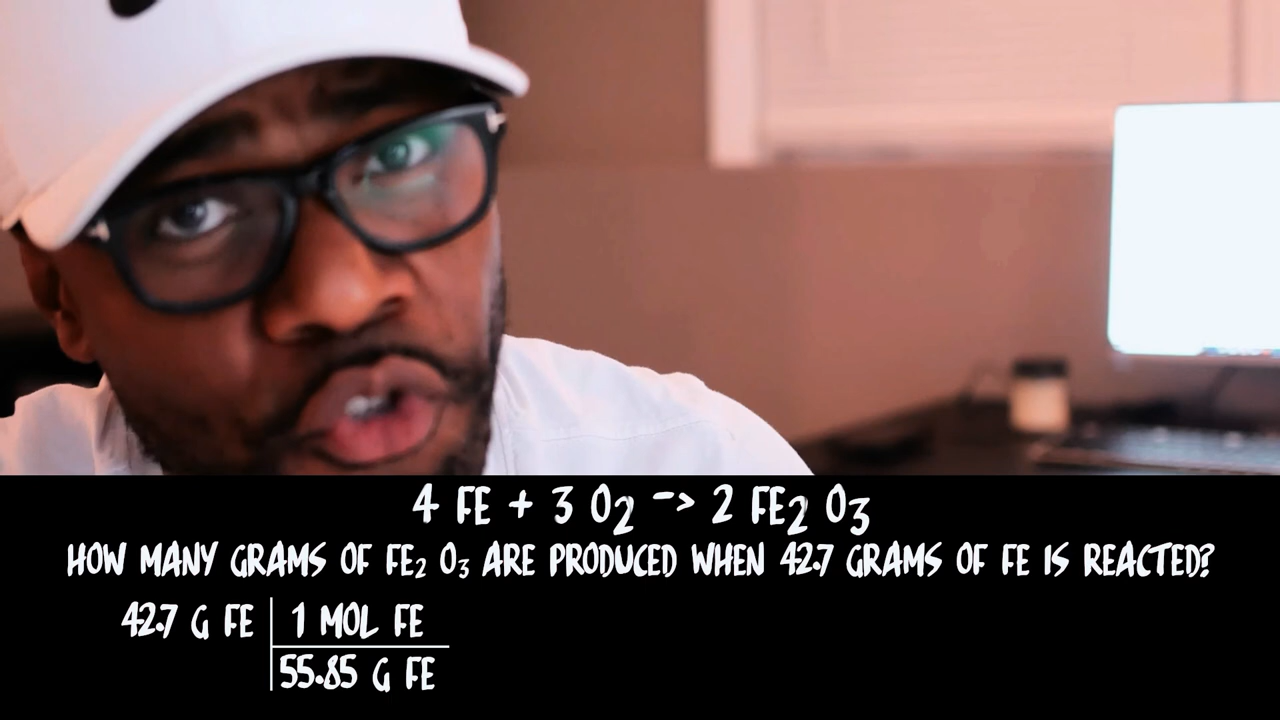 4 FE + 3 O2 -> 2 FE2 O3
HOW MANY GRAMS OF FE2 O3 ARE PRODUCED WHEN 42.7 GRAMS OF FE IS REACTED?
42.7 G FE 1 MOL FE
55.85 G FE